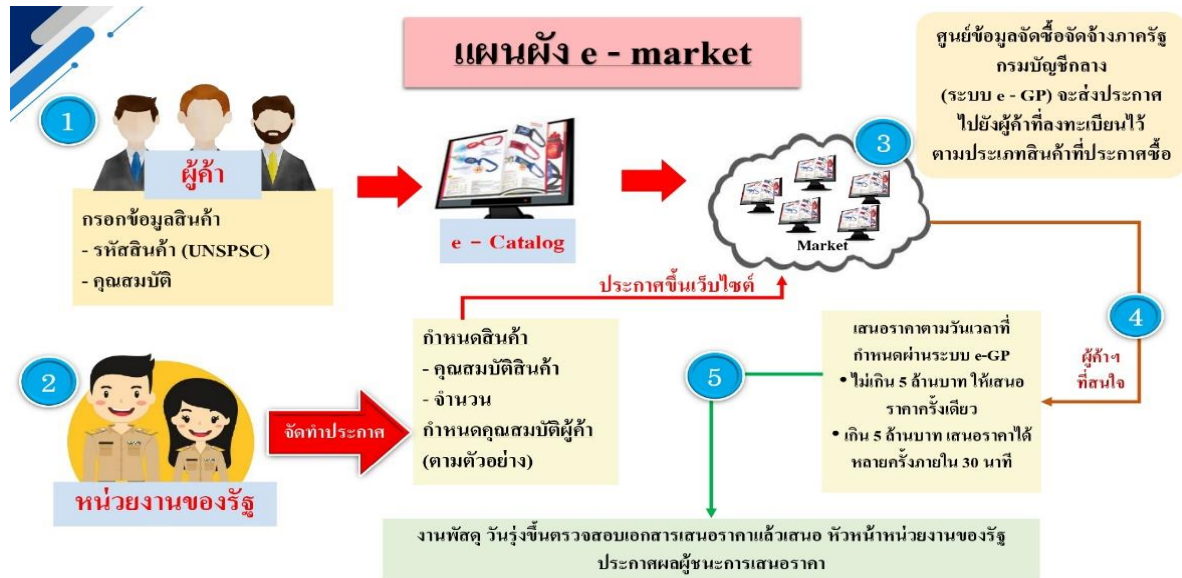 แผนผัง e - market
1
ผู้ค้า
กรอกข้อมูลสินค้า
- รหัสสินค้า (UNSPSC)
- คุณสมบัติ
e - Catalog
3
Market
ศูนย์ข้อมูลจัดซื้อจัดจ้างภาครัฐ
กรมบัญชีกลาง
(ระบบ e - GP) จะส่งประกาศ
ไปยังผู้ค้าที่ลงทะเบียนไว้
ตามประเภทสินค้าที่ประกาศซื้อ
ประกาศขึ้นเว็บไซต์
2
หน่วยงานของรัฐ
จัดทำประกาศ
กำหนดสินค้า
- คุณสมบัติสินค้า
- จำนวน
กำหนดคุณสมบัติผู้ค้า
(ตามตัวอย่าง)
4
ผู้ค้าฯ
ที่สนใจ
เสนอราคาตามวันเวลาที่
กำหนดผ่านระบบ e-GP
• ไม่เกิน 5 ล้านบาท ให้เสนอ
ราคาครั้งเดียว
• เกิน 5 ล้านบาท เสนอราคาได้
หลายครั้งภายใน 30 นาที
5
งานพัสดุ วันรุ่งขึ้นตรวจสอบเอกสารเสนอราคาแล้วเสนอ หัวหน้าหน่วยงานของรัฐ
ประกาศผลผู้ชนะการเสนอราคา